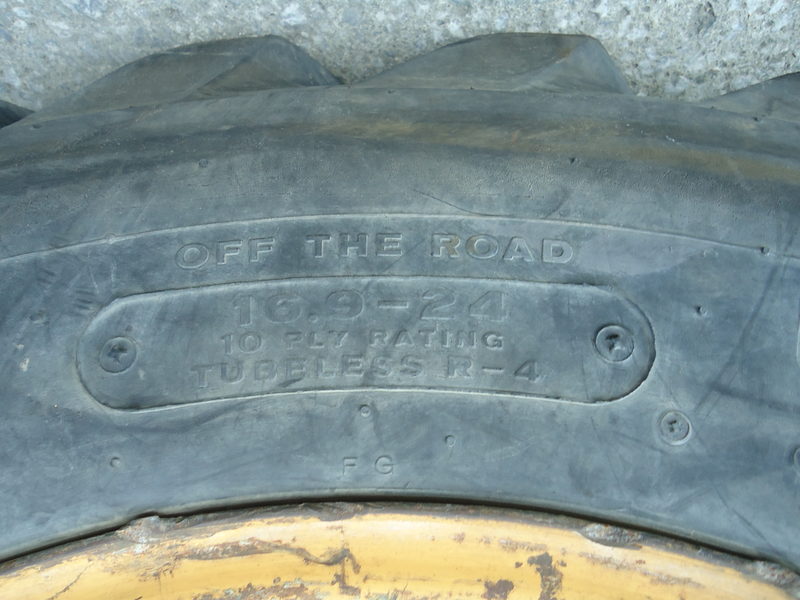 OFF THE ROAD
16.9-24
10 PLY RATING
TUBELESS R-4
FG